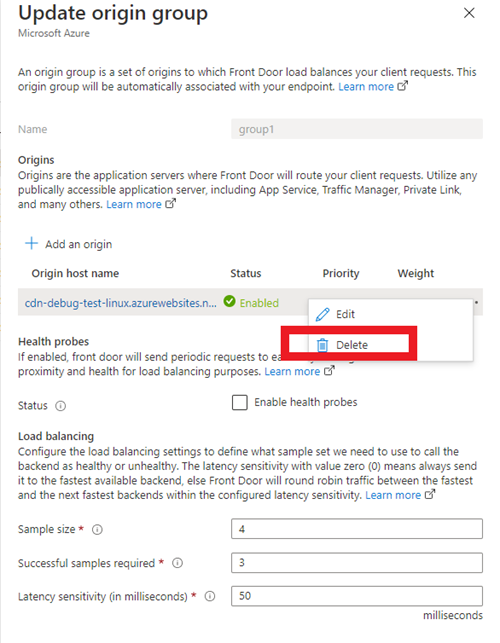 Update origin group
Microsoft Azure
An origin group is a set of origins to which Front Door load balances your client requests. This
origin group will be automatically associated with your endpoint. Learn more
Name
group1
Origins
Origins are the application servers where Front Door will route your client requests. Utilize any
publically accessible application server, including App Service, Traffic Manager, Private Link,
and many others. Learn more
Add an origin
Origin host name Status Priority Weight
cdn-debug-test-linux.azurewebsites.n... Enabled
Edit
Delete
Health probes
If enabled, front door will send periodic requests to
proximity and health for load balancing purposes. Learn more
Status
Enable health probes
Load balancing
Configure the load balancing settings to define what sample set we need to use to call the
backend as healthy or unhealthy. The latency sensitivity with value zero (0) means always send
it to the fastest available backend, else Front Door will round robin traffic between the fastest
and the next fastest backends within the configured latency sensitivity. Learn more
Sample size * 4
Successful samples required * 3
Latency sensitivity (in milliseconds) * 50
milliseconds